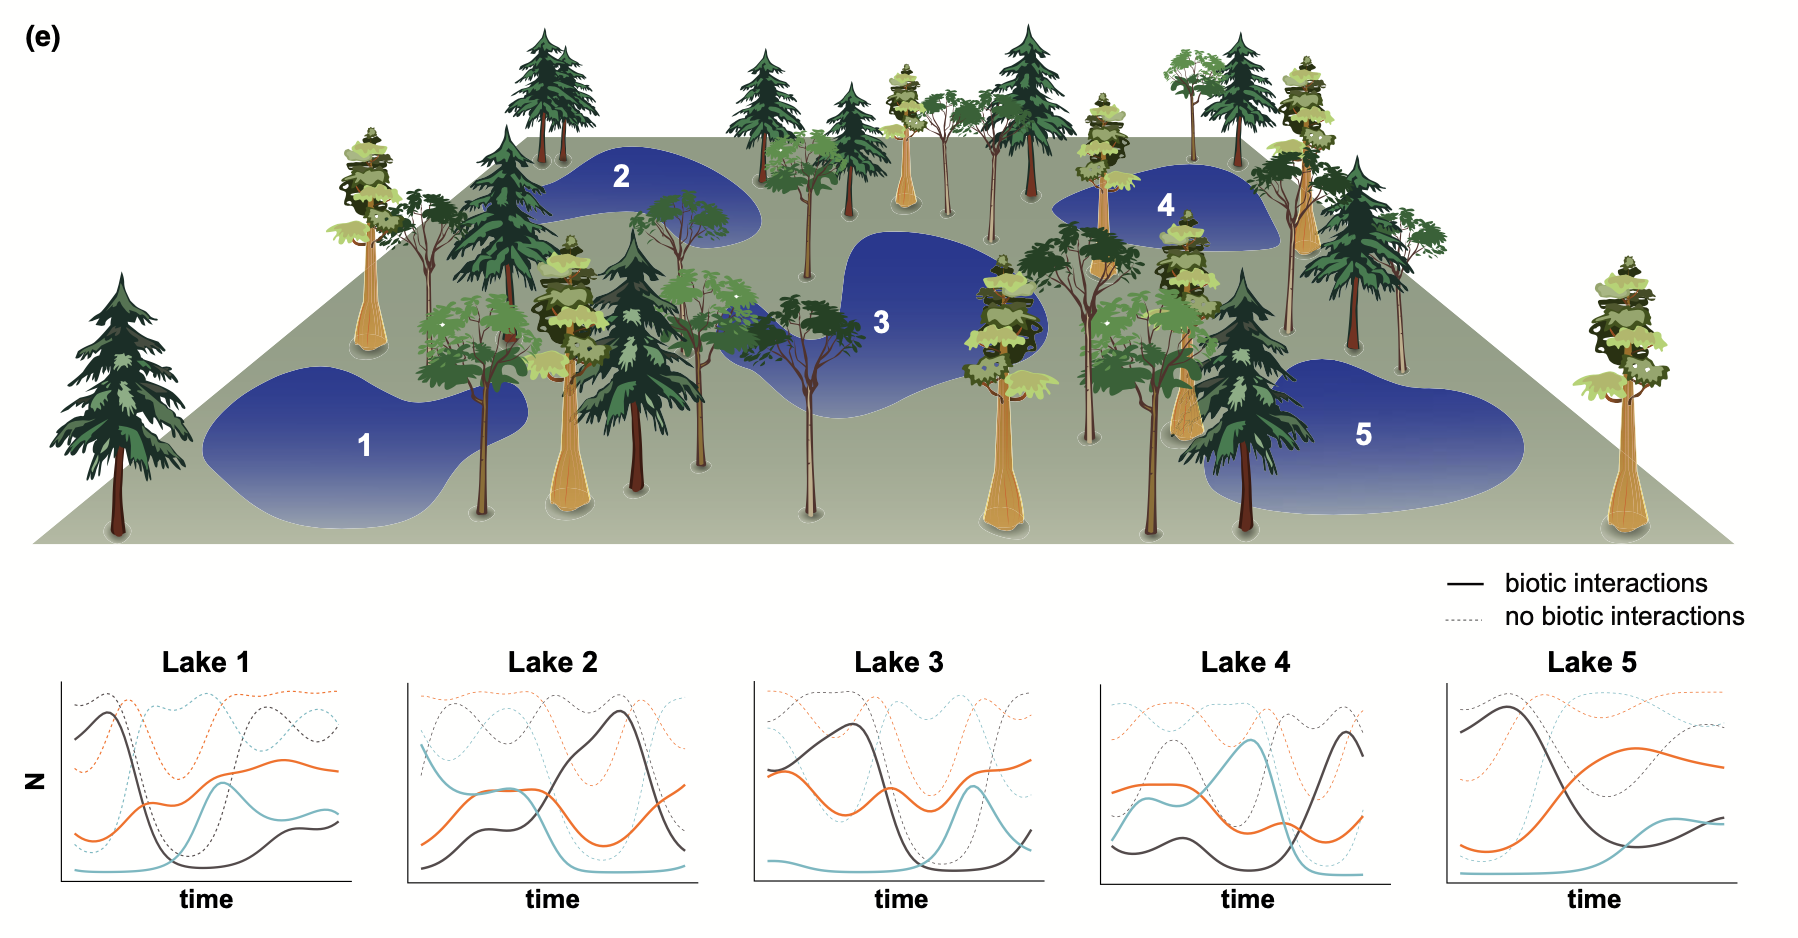 (e)
2
4
3
1
5
biotic interactions
no biotic interactions
Lake 1
Lake 2
Lake 3
Lake 4
Lake 5
N
time
time
time
time
time